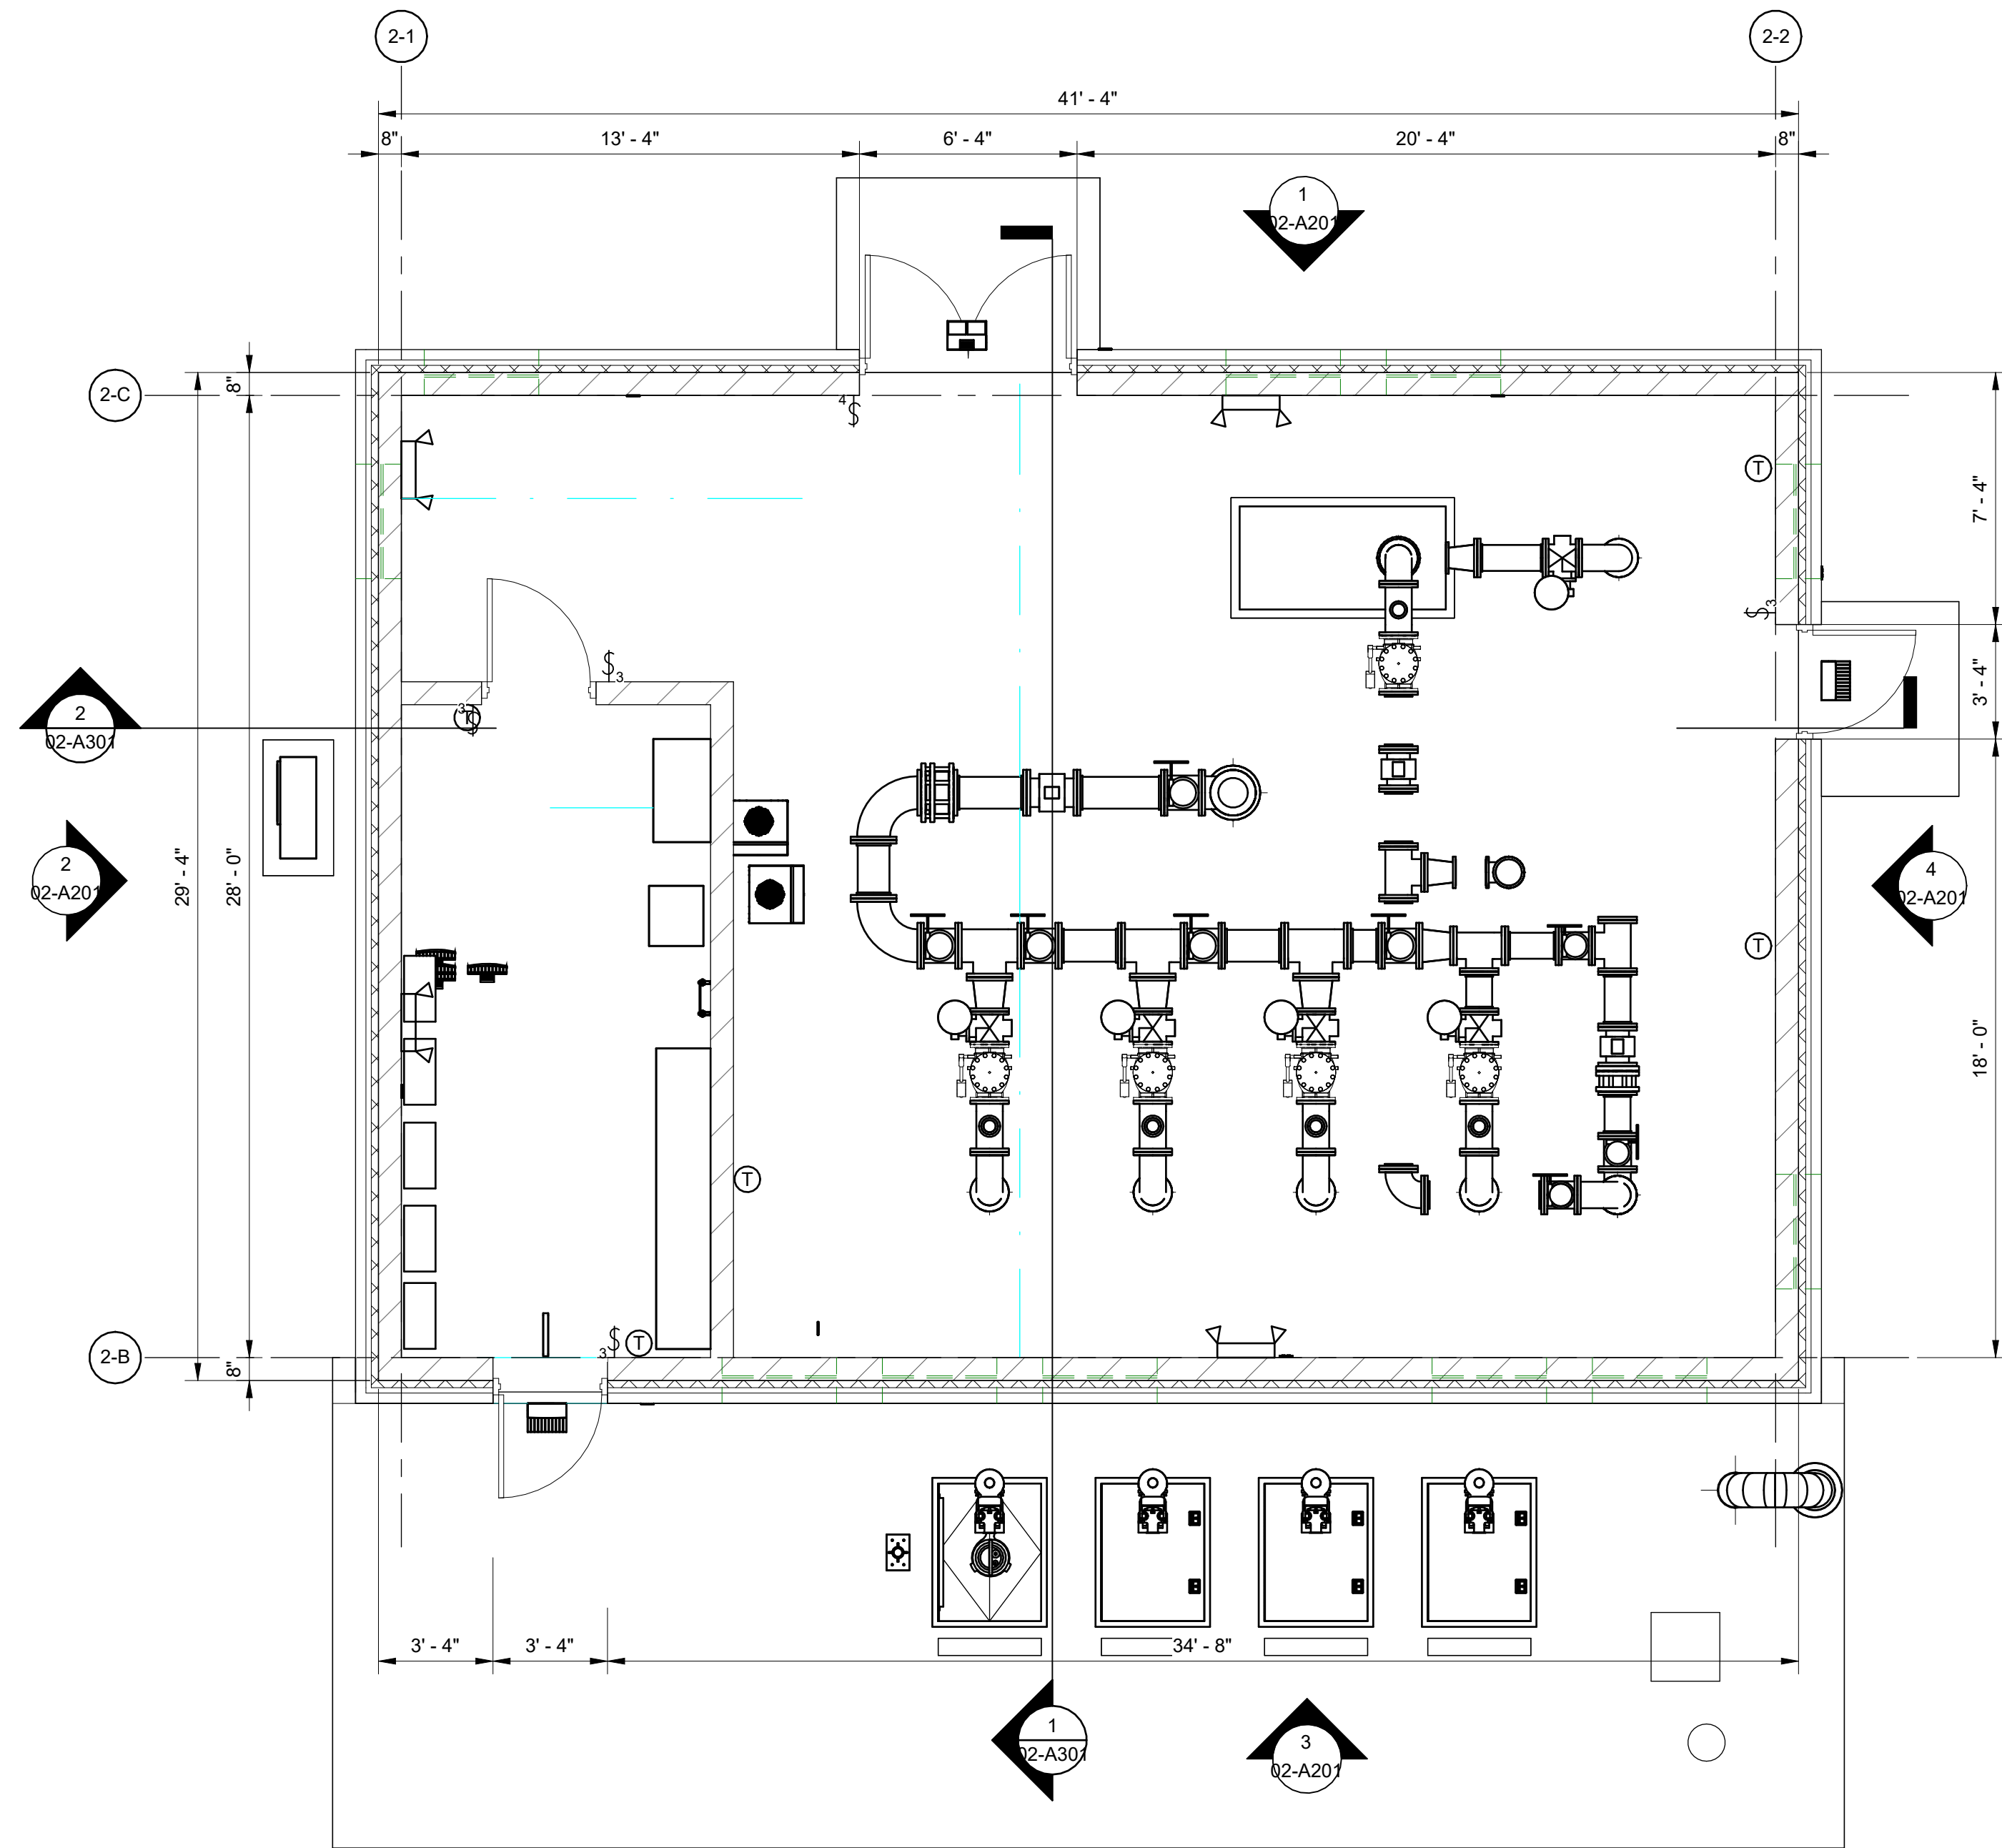 2-1
2-2
41' - 4"
8"
13' - 4"
6' - 4"
20' - 4"
8"
1
02-A201
2-C
8"
4
$
T
7' - 4"
$
3
$
3
3
T
$
3' - 4"
2
02-A301
2
02-A201
29' - 4"
28' - 0"
4
02-A201
T
18' - 0"
T
2-B
8"
$
3
T
3' - 4"
3' - 4"
34' - 8"
1
02-A301
3
02-A201